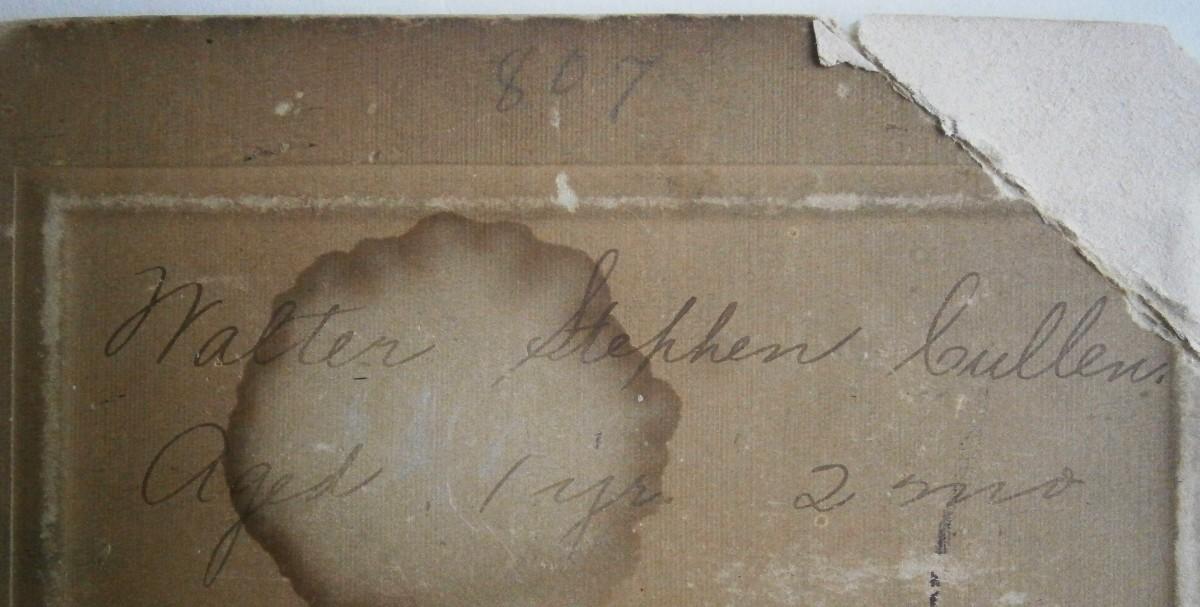 807
Walter Stephen Cullen.
Aged 1 yr. 2 mo